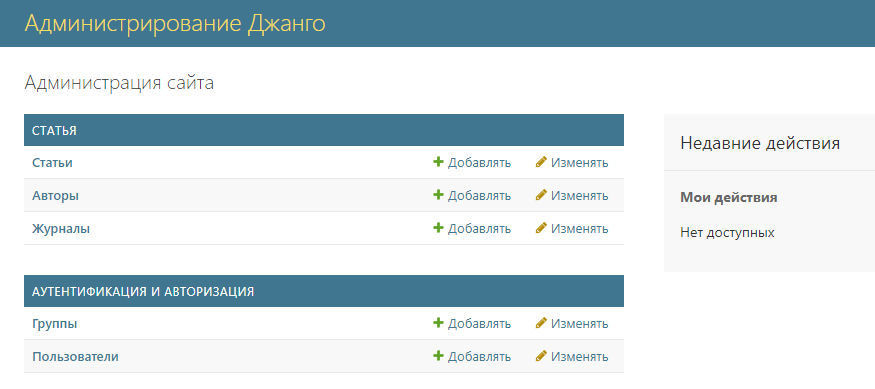 Администрирование Джанго
Администрация сайта
СТАТЬЯ
Статьи Добавлять Изменять
Авторы Добавлять Изменять
Журналы Добавлять Изменять
АУТЕНТИФИКАЦИЯ И АВТОРИЗАЦИЯ
Группы Добавлять Изменять
Пользователи Добавлять Изменять
Недавние действия
Мои действия
Нет доступных